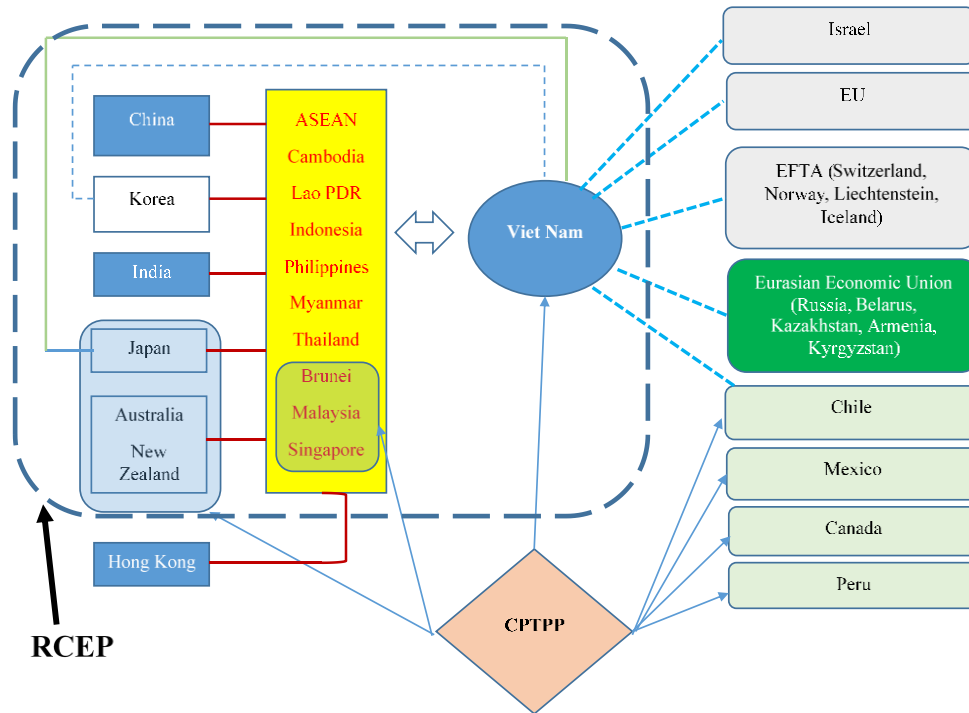 China
Korea
India
Japan
Australia
New
Zealand
Hong Kong
RCEP
ASEAN
Cambodia
Lao PDR
Indonesia
Philippines
Myanmar
Thailand
Brunei
Malaysia
Singapore
Viet Nam
CPTPP
Israel
EU
EFTA (Switzerland,
Norway, Liechtenstein,
Iceland)
Eurasian Economic Union
(Russia, Belarus,
Kazakhstan, Armenia,
Kyrgyzstan)
Chile
Mexico
Canada
Peru